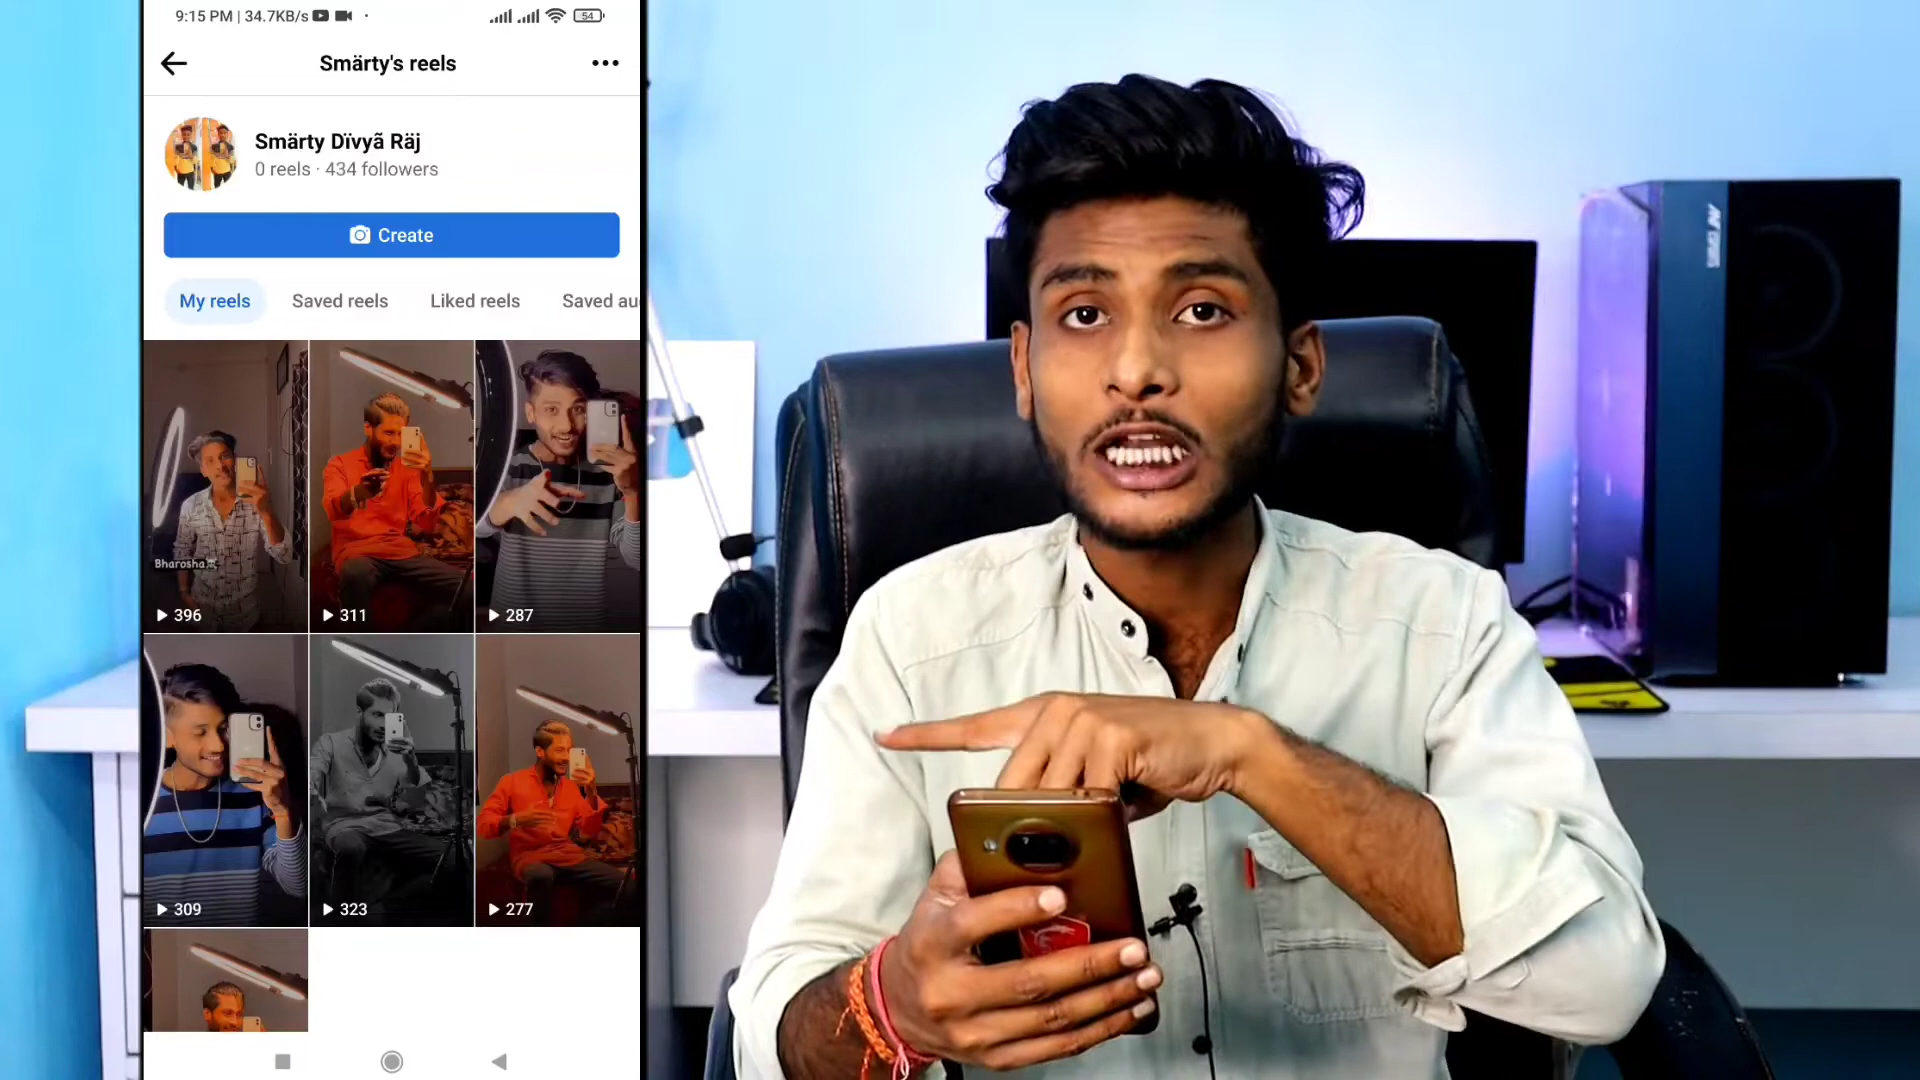 9:15 PM | 34.7KB/s
54
Smärty's reels
Smärty Dïvyã Räj
0 reels · 434 followers
Create
My reels
Saved reels
Liked reels
Saved au
Bharosha
396
311
287
309
323
277